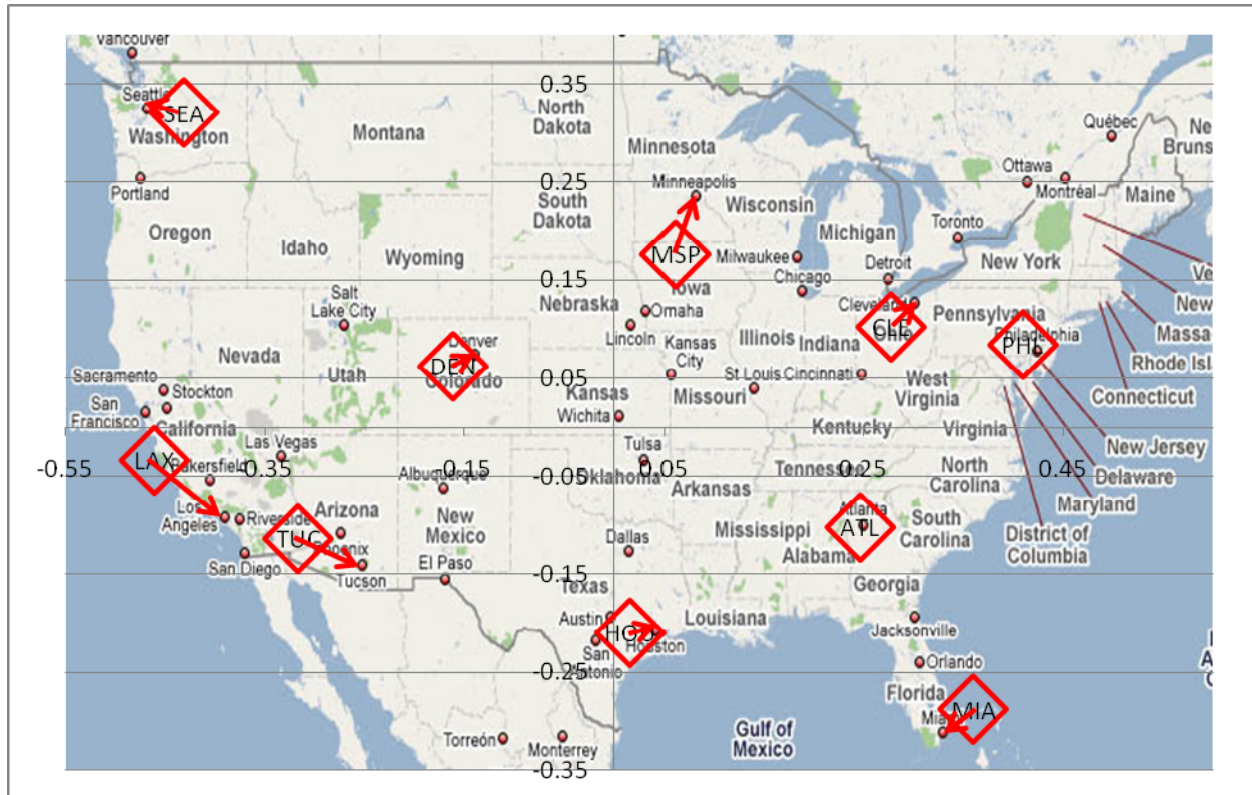 Vancouver
0.35
Seattle
SEA
Washington
Montana
North
Dakota
Minnesota
Québec
Ne
Bruns
Portland
0.25
Minneapolis
Ottawa
Montréal
Maine
South
Dakota
Wisconsin
Oregon
Idaho
Wyoming
Michigan
Toronto
MSP
Milwaukee
Detroit
New York
Ve
0.15
Iowa
Chicago
Nebraska
Omaha
Cleveland
Pennsylvania
New
Salt
Lake City
Lincoln
CLE
Ohio
Philadelphia
PHL
Massa
Nevada
Denver
DEN
Colorado
Kansas
City
Illinois
Indiana
Rhode Isl
Utah
0.05
St Louis
Cincinnati
Sacramento
Stockton
Kansas
Missouri
West
Virginia
Connecticut
San
Francisco
California
Wichita
Kentucky
Virginia
New Jersey
Las Vegas
Tulsa
LAX
-0.55
-0.35
-0.15
0.05
0.25
0.45
Bakersfield
Albuquerque
-0.05
Oklahoma
Tennessee
North
Carolina
Delaware
Arkansas
Maryland
Los
Angeles
Riverside
Arizona
New
Mexico
Atlanta
ATL
South
Carolina
District of
Columbia
TUC
Phoenix
Dallas
Mississippi
Alabama
San Diego
Tucson
El Paso
-0.15
Texas
Georgia
Austin
HOU
Houston
Louisiana
Jacksonville
San
Antonio
-0.25
Orlando
Florida
MIA
Gulf of
Mexico
Torreón
Monterrey
-0.35